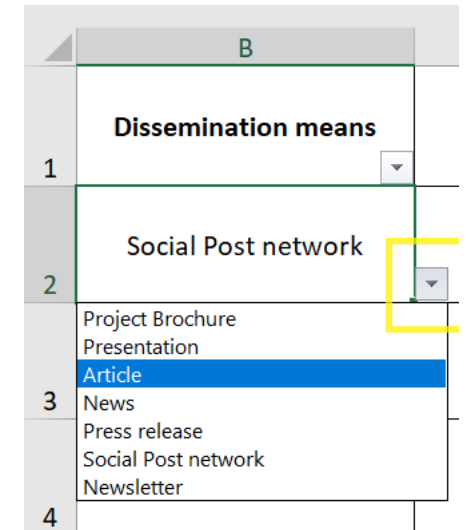 B
1
Dissemination means
2
Social Post network
Project Brochure
Presentation
Article
3
News
Press release
Social Post network
Newsletter
4